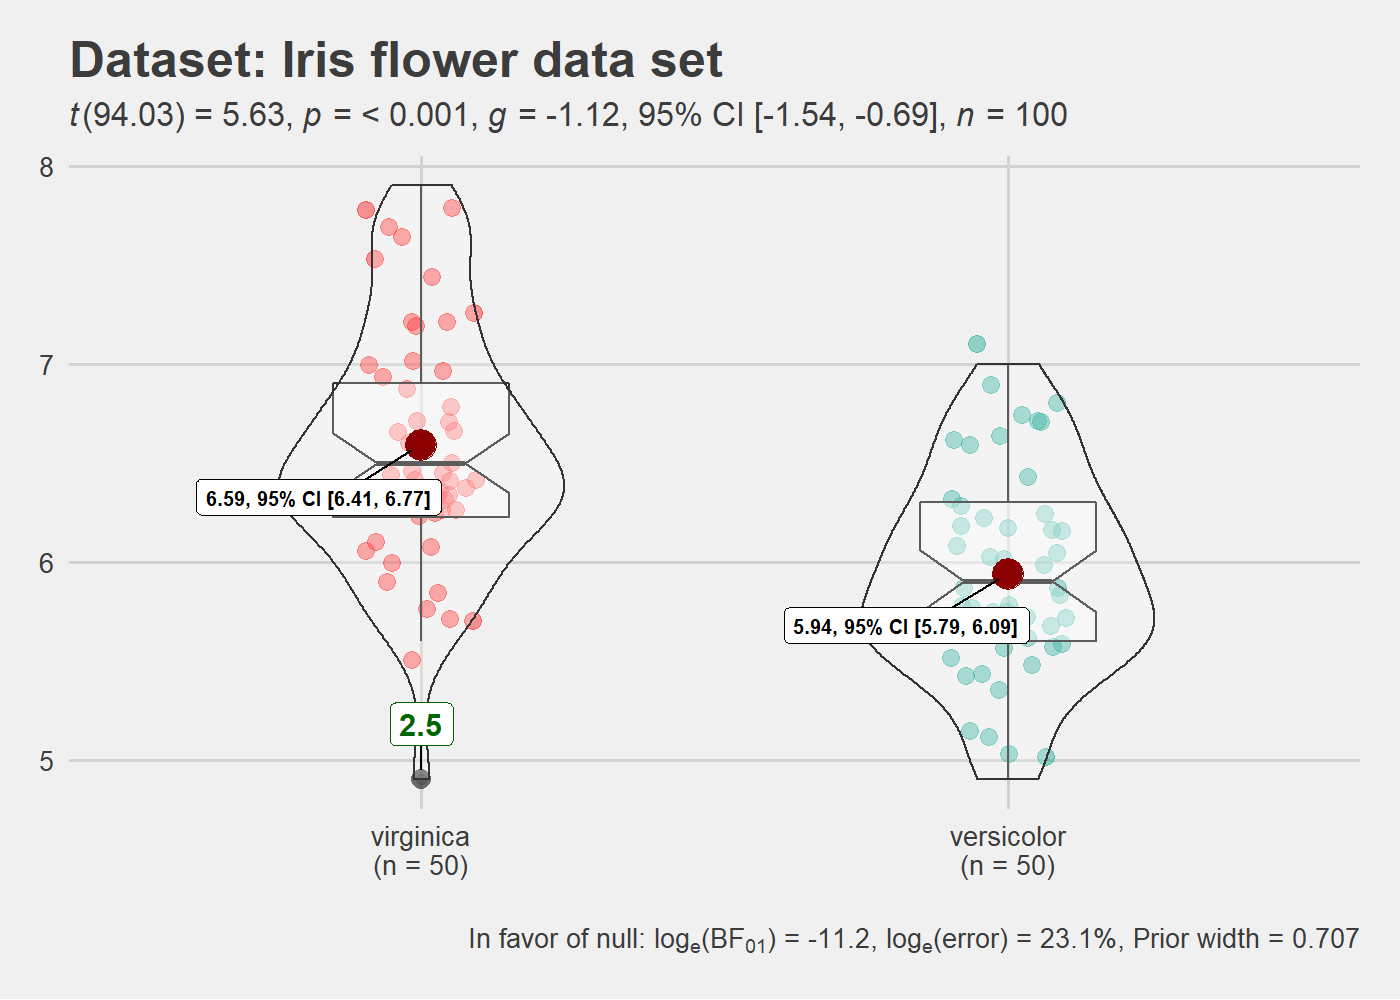 Dataset: Iris flower data set
t(94.03) = 5.63, p = < 0.001, g = -1.12, 95% CI [-1.54, -0.69], n = 100
8
7
6.59, 95% CI [6.41, 6.77]
6
5.94, 95% CI [5.79, 6.09]
2.5
5
virginica
(n = 50)
versicolor
(n = 50)
In favor of null: logₑ(BF₀₁) = -11.2, logₑ(error) = 23.1%, Prior width = 0.707